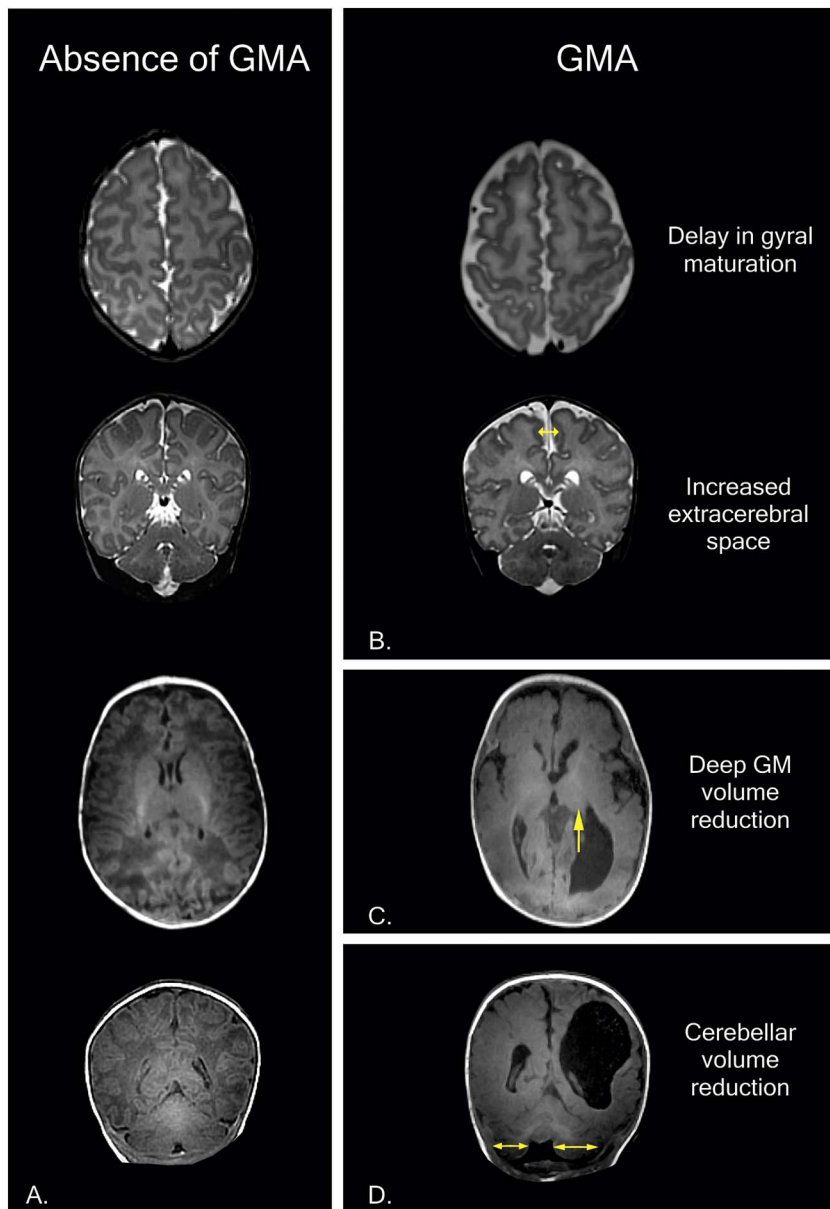 Absence of GMA
GMA
Delay in gyral
maturation
Increased
extracerebral
space
B.
Deep GM
volume
reduction
C.
Cerebellar
volume
reduction
A.
D.